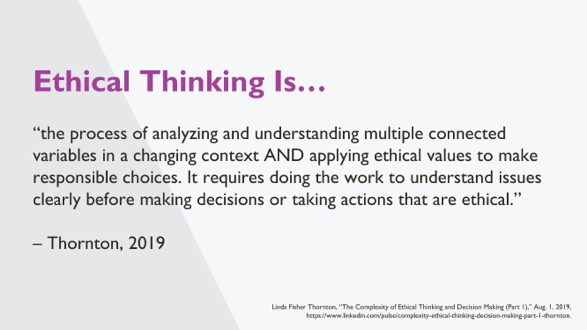 Ethical Thinking Is…
“the process of analyzing and understanding multiple connected
variables in a changing context AND applying ethical values to make
responsible choices. It requires doing the work to understand issues
clearly before making decisions or taking actions that are ethical.”
– Thornton, 2019
Linda Fisher Thornton, “The Complexity of Ethical Thinking and Decision Making (Part 1),” Aug. 1, 2019,
https://www.linkedin.com/pulse/complexity-ethical-thinking-decision-making-part-1-thornton.